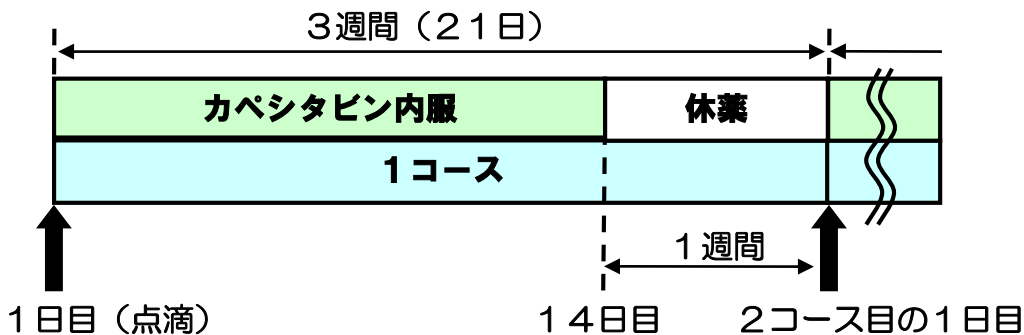 ３週間（２１日）
カペシタビン内服
休薬
１コース
１週間
１日目（点滴）
１４日目
２コース目の１日目